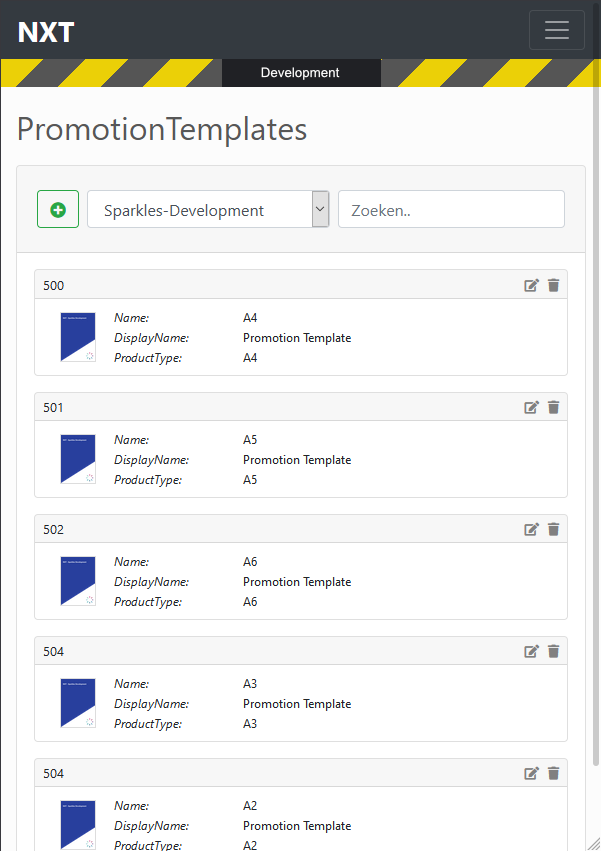 NXT
Development
PromotionTemplates
Sparkles-Development
Zoeken..
500
Name: A4
DisplayName: Promotion Template
ProductType: A4
501
Name: A5
DisplayName: Promotion Template
ProductType: A5
502
Name: A6
DisplayName: Promotion Template
ProductType: A6
504
Name: A3
DisplayName: Promotion Template
ProductType: A3
504
Name: A2
DisplayName: Promotion Template
ProductType: A2